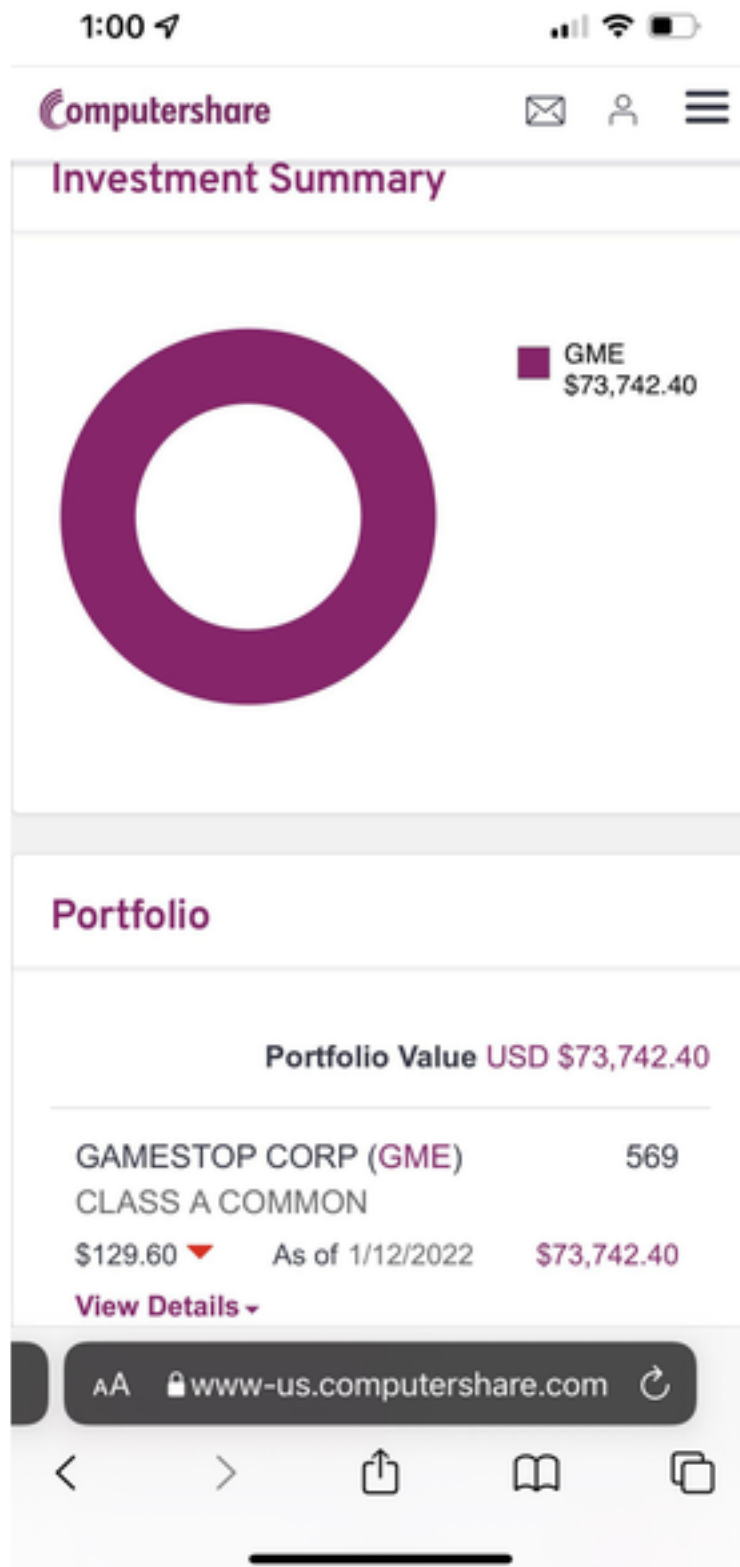 1:00
Computershare
Investment Summary
GME
$73,742.40
Portfolio
Portfolio Value USD $73,742.40
GAMESTOP CORP (GME) 569
CLASS A COMMON
$129.60 As of 1/12/2022 $73,742.40
View Details
AA www-us.computershare.com